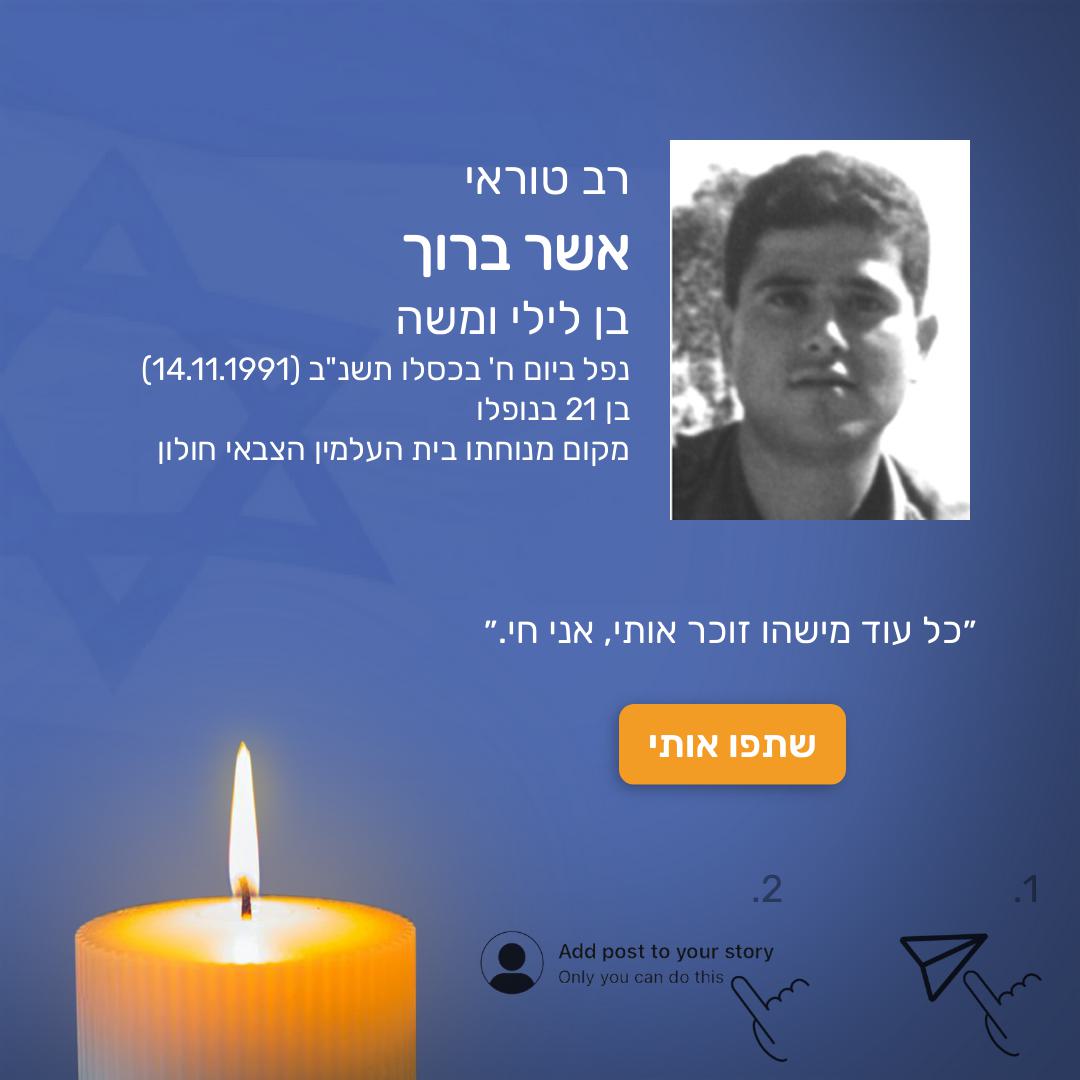 רב טוראי
אשר ברוך
בן לילי ומשה
נפל ביום ח' בכסלו תשנ"ב (14.11.1991)
בן 21 בנופלו
מקום מנוחתו בית העלמין הצבאי חולון
״כל עוד מישהו זוכר אותי, אני חי.״
שתפו אותי
1.
2.
Add post to your story
Only you can do this